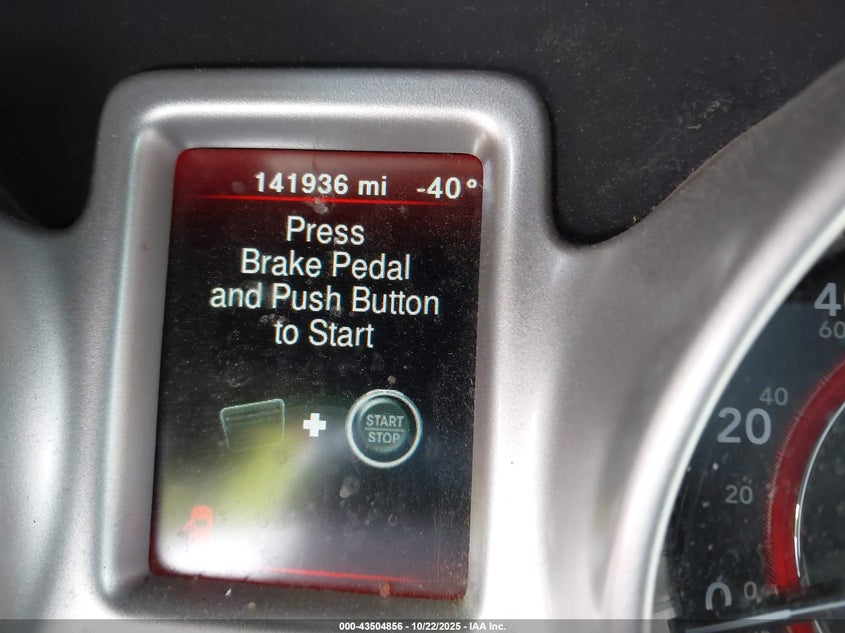 141936 mi -40°
Press
Brake Pedal
and Push Button
to Start
START
STOP
40
60
40
20
20
0
0
000-43504856 - 10/22/2025 - IAA Inc.